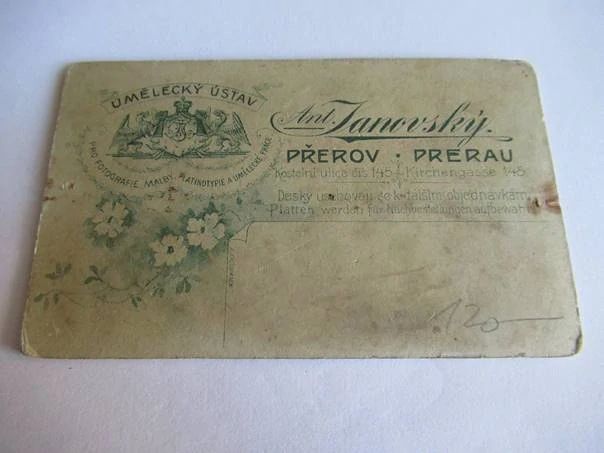 UMĚLECKÝ ÚSTAV
PRO FOTOGRAFIE, MALBY, PLATINOTYPIE A UMĚLECKÉ PRÁCE
Ant. Janovský.
PŘEROV · PRERAU
Kostelní ulice čís 145 Kirchengasse 145
Desky uschovají se k dalším objednávkám
Platten werden für Nachbestellungen aufbewahrt
120—